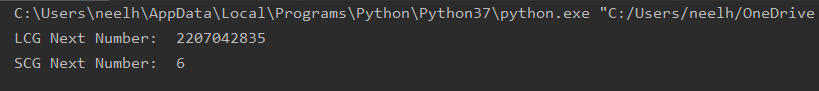 C:\Users\neelh\AppData\Local\Programs\Python\Python37\python.exe "C:/Users/neelh/OneDrive
LCG Next Number:  2207042835
SCG Next Number:  6